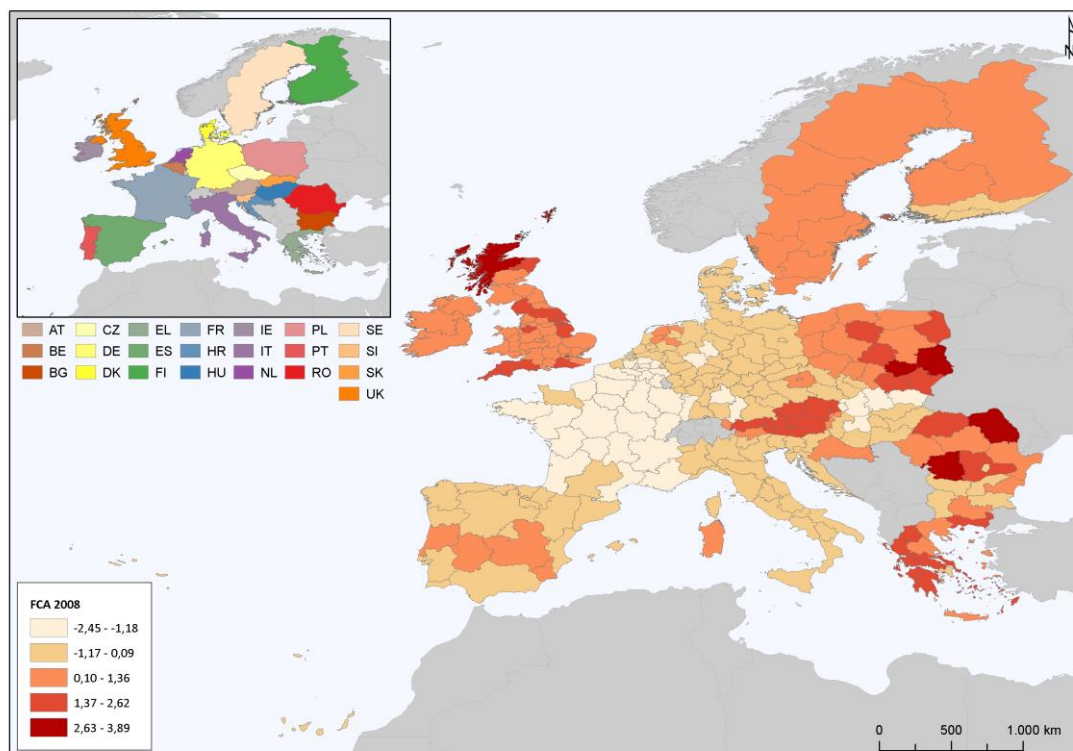 N
AT CZ EL FR IE PL SE
BE DE ES HR IT PT SI
BG DK FI HU NL RO SK
UK
FCA 2008
-2,45 - -1,18
-1,17 - 0,09
0,10 - 1,36
1,37 - 2,62
2,63 - 3,89
0 500 1.000 km